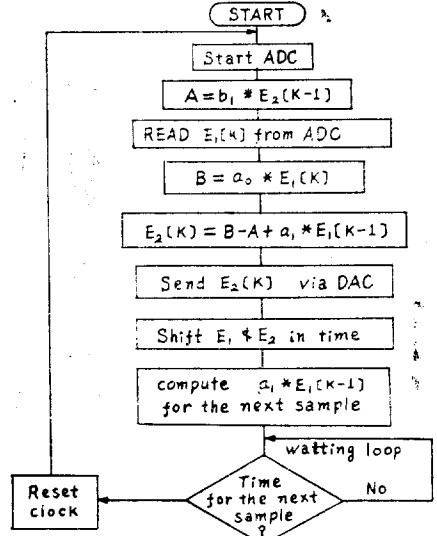 START
Start ADC
A = b₁ * E₂[K-1]
READ E₁[K] from ADC
B = a₀ * E₁[K]
E₂(K) = B-A + a₁ * E₁[K-1]
Send E₂(K) via DAC
Shift E₁ & E₂ in time
compute a₁ * E₁[K-1]
for the next sample
watting loop
Time
for the next
sample
?
No
Reset
clock